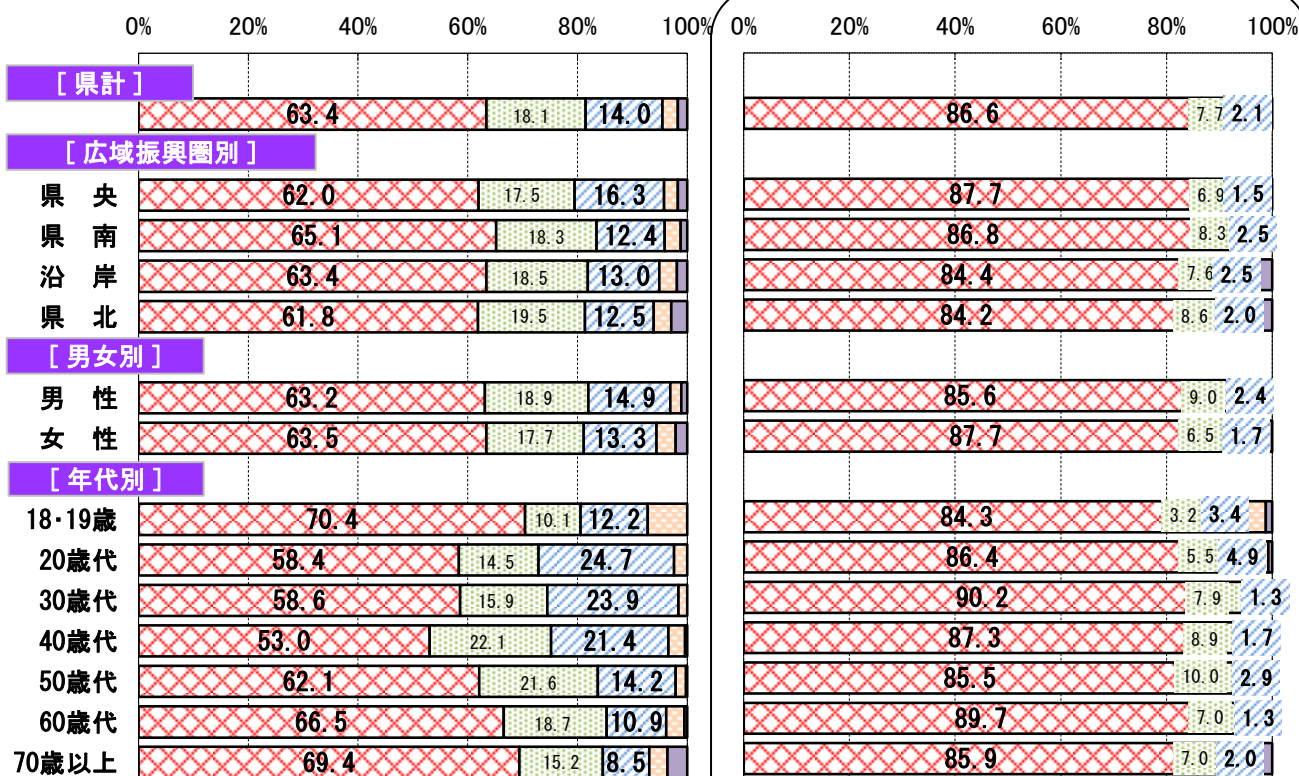 0% 20% 40% 60% 80% 100% 0% 20% 40% 60% 80% 100%
[ 県計 ]
63.4 18.1 14.0 86.6 7.7 2.1
[ 広域振興圏別 ]
県 央 62.0 17.5 16.3 87.7 6.9 1.5
県 南 65.1 18.3 12.4 86.8 8.3 2.5
沿 岸 63.4 18.5 13.0 84.4 7.6 2.5
県 北 61.8 19.5 12.5 84.2 8.6 2.0
[ 男女別 ]
男 性 63.2 18.9 14.9 85.6 9.0 2.4
女 性 63.5 17.7 13.3 87.7 6.5 1.7
[ 年代別 ]
18・19歳 70.4 10.1 12.2 84.3 3.2 3.4
20歳代 58.4 14.5 24.7 86.4 5.5 4.9
30歳代 58.6 15.9 23.9 90.2 7.9 1.3
40歳代 53.0 22.1 21.4 87.3 8.9 1.7
50歳代 62.1 21.6 14.2 85.5 10.0 2.9
60歳代 66.5 18.7 10.9 89.7 7.0 1.3
70歳以上 69.4 15.2 8.5 85.9 7.0 2.0